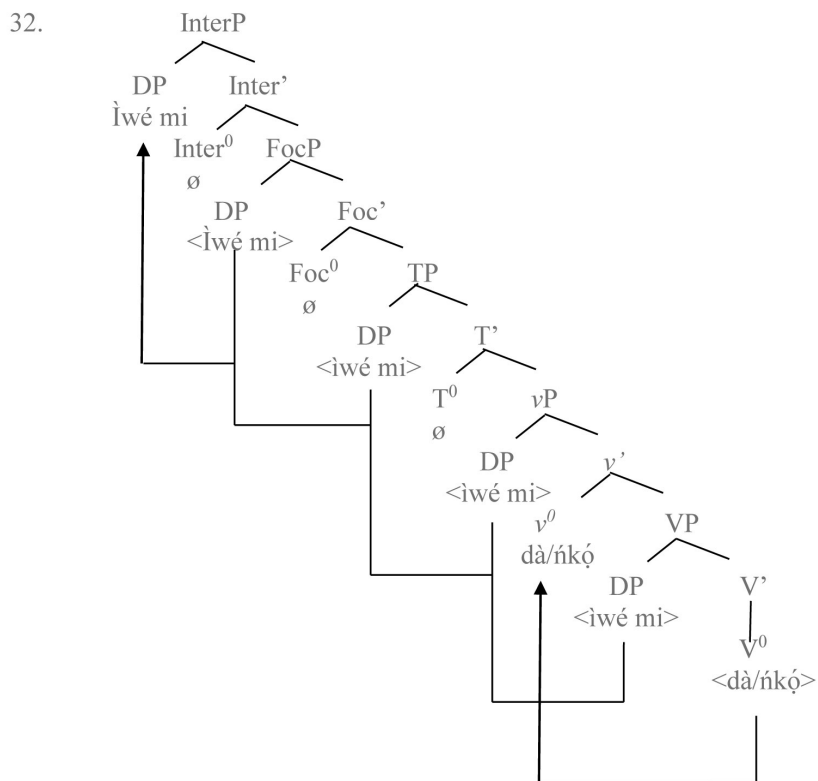 32.
InterP
DP Inter’
Ìwé mi
Inter⁰ FocP
ø
DP Foc’
<Ìwé mi>
Foc⁰ TP
ø
DP T’
<ìwé mi>
T⁰ vP
ø
DP v’
<ìwé mi>
v⁰ VP
dà/ńkọ́
DP V’
<ìwé mi>
V⁰
<dà/ńkọ́>